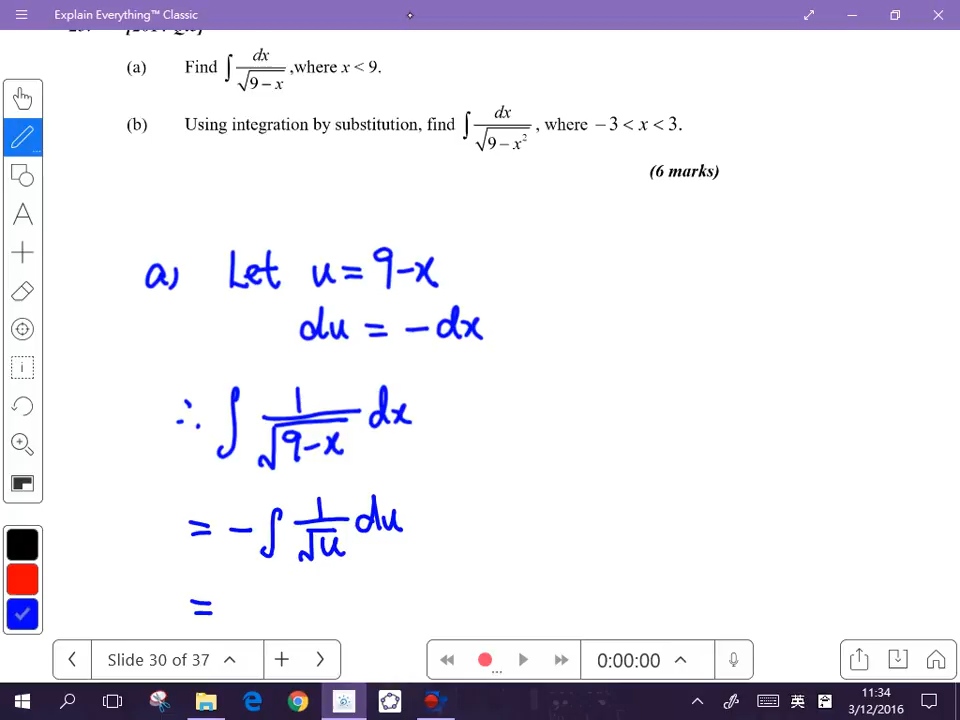 Explain Everything™ Classic
(a) Find ∫ dx/√(9 − x) ,where x < 9.
(b) Using integration by substitution, find ∫ dx/√(9 − x²) , where −3 < x < 3.
(6 marks)
a) Let u = 9-x
du = -dx
∴ ∫ 1/√(9-x) dx
= - ∫ 1/√u du
=
Slide 30 of 37
0:00:00
英
11:34
3/12/2016